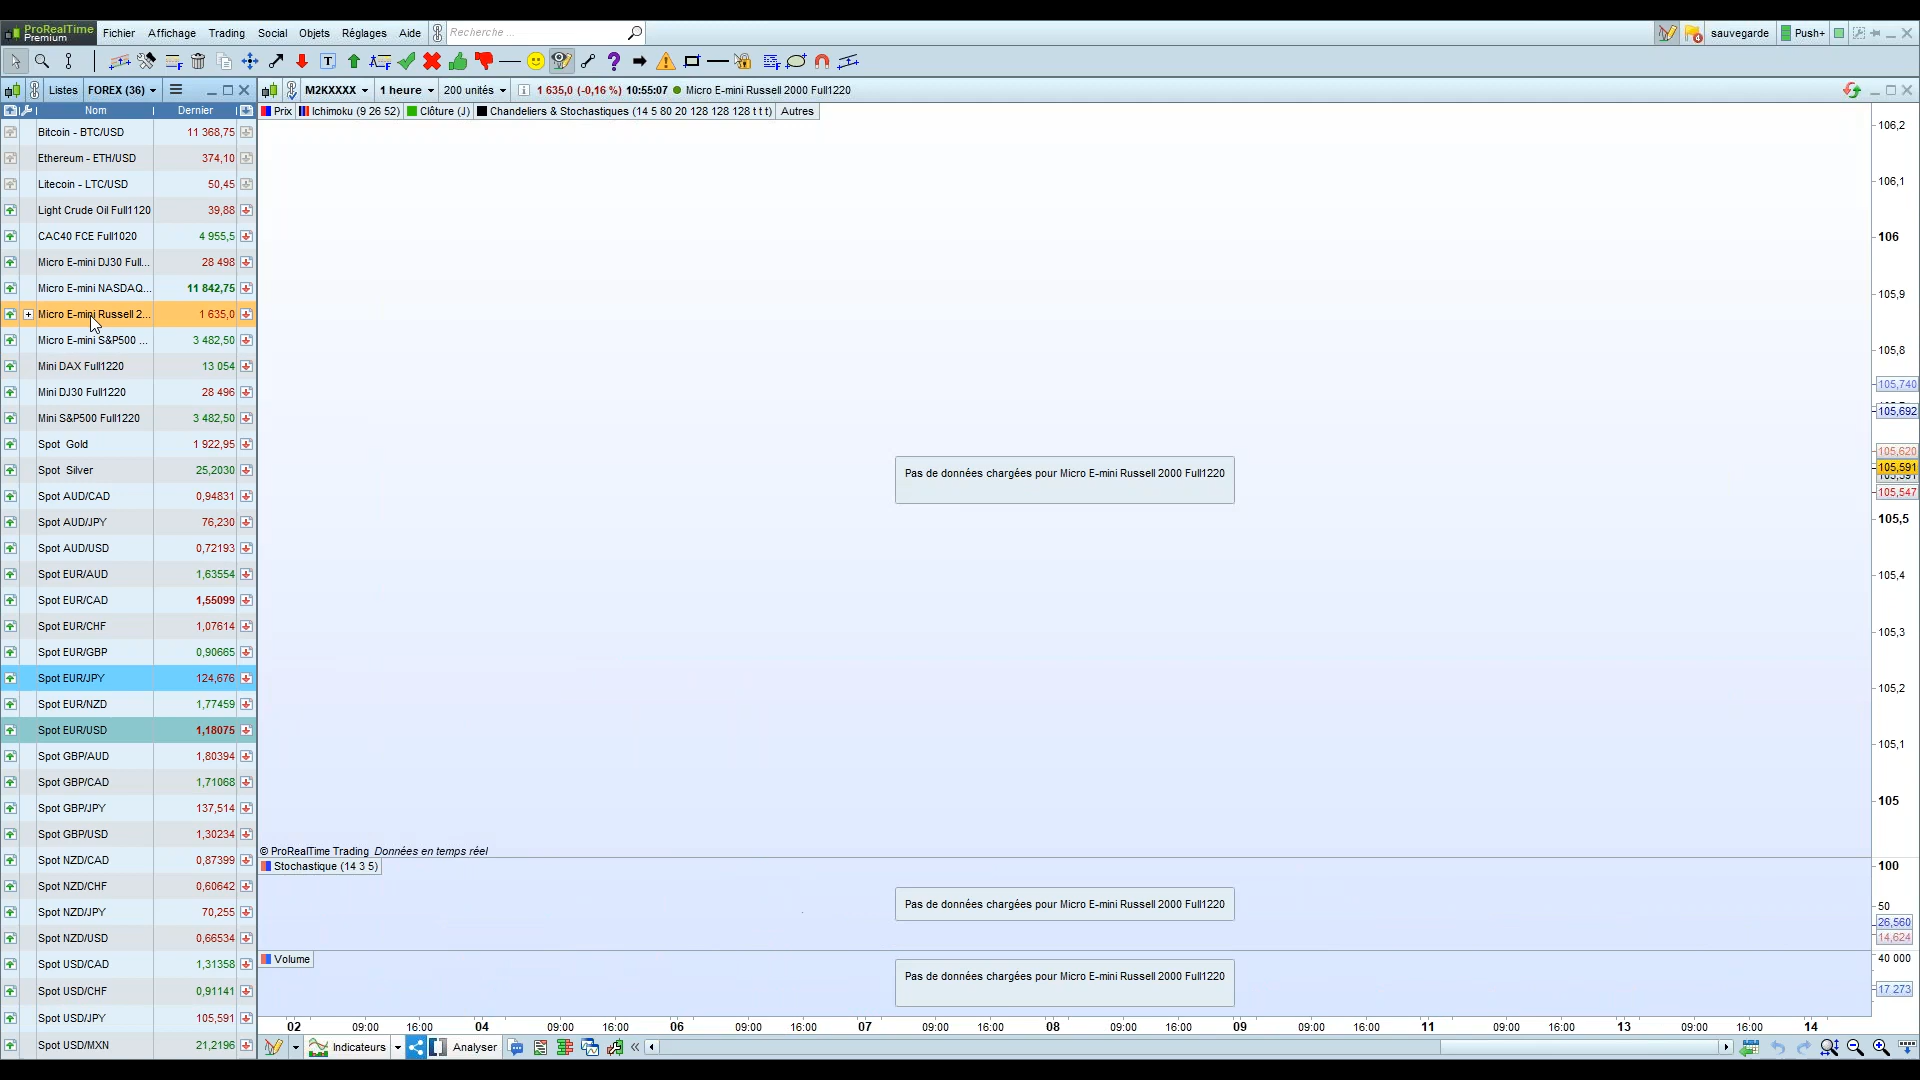 ProRealTime
Premium
Fichier Affichage Trading Social Objets Réglages Aide Recherche ... sauvegarde Push+
Listes FOREX (36)
M2KXXXX 1 heure 200 unités 1 635,0 (-0,16 %) 10:55:07 Micro E-mini Russell 2000 Full1220
Nom Dernier
Prix Ichimoku (9 26 52) Clôture (J) Chandeliers & Stochastiques (14 5 80 20 128 128 128 t t t) Autres
Bitcoin - BTC/USD 11 368,75
Ethereum - ETH/USD 374,10
Litecoin - LTC/USD 50,45
Light Crude Oil Full1120 39,88
CAC40 FCE Full1020 4 955,5
Micro E-mini DJ30 Full... 28 498
Micro E-mini NASDAQ... 11 842,75
Micro E-mini Russell 2... 1 635,0
Micro E-mini S&P500 ... 3 482,50
Mini DAX Full1220 13 054
Mini DJ30 Full1220 28 496
Mini S&P500 Full1220 3 482,50
Spot Gold 1 922,95
Spot Silver 25,2030
Spot AUD/CAD 0,94831
Spot AUD/JPY 76,230
Spot AUD/USD 0,72193
Spot EUR/AUD 1,63554
Spot EUR/CAD 1,55099
Spot EUR/CHF 1,07614
Spot EUR/GBP 0,90665
Spot EUR/JPY 124,676
Spot EUR/NZD 1,77459
Spot EUR/USD 1,18075
Spot GBP/AUD 1,80394
Spot GBP/CAD 1,71068
Spot GBP/JPY 137,514
Spot GBP/USD 1,30234
Spot NZD/CAD 0,87399
Spot NZD/CHF 0,60642
Spot NZD/JPY 70,255
Spot NZD/USD 0,66534
Spot USD/CAD 1,31358
Spot USD/CHF 0,91141
Spot USD/JPY 105,591
Spot USD/MXN 21,2196
Pas de données chargées pour Micro E-mini Russell 2000 Full1220
106,2
106,1
106
105,9
105,8
105,740
105,692
105,620
105,591
105,547
105,5
105,4
105,3
105,2
105,1
105
© ProRealTime Trading Données en temps réel
Stochastique (14 3 5)
Pas de données chargées pour Micro E-mini Russell 2000 Full1220
100
50
26,560
14,624
Volume
Pas de données chargées pour Micro E-mini Russell 2000 Full1220
40 000
17 273
02 09:00 16:00 04 09:00 16:00 06 09:00 16:00 07 09:00 16:00 08 09:00 16:00 09 09:00 16:00 11 09:00 16:00 13 09:00 16:00 14
Indicateurs Analyser